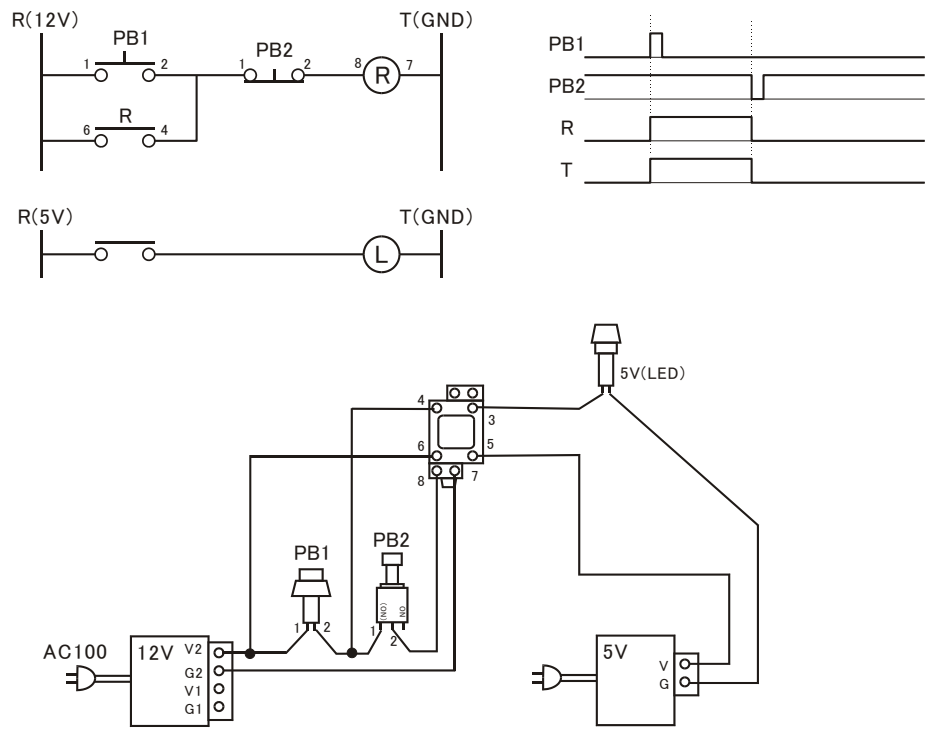 R(12V)
T(GND)
PB1
PB2
1
2
1
2
8
R
7
R
6
4
R(5V)
T(GND)
L
PB1
PB2
R
T
5V(LED)
4
3
6
5
8
7
PB1
PB2
(NO)
NO
1
2
1
2
AC100
12V
V2
G2
V1
G1
5V
V
G